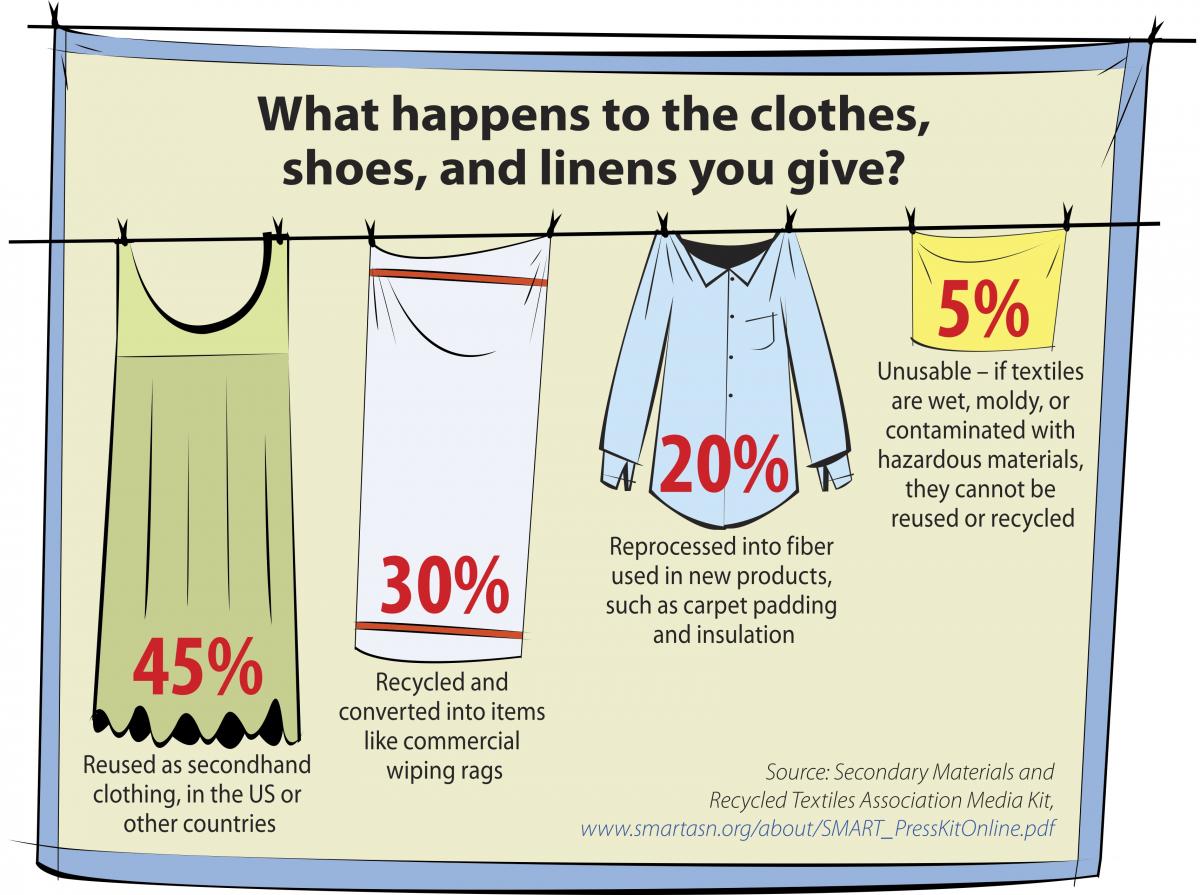 What happens to the clothes,
shoes, and linens you give?
45%
Reused as secondhand
clothing, in the US or
other countries
30%
Recycled and
converted into items
like commercial
wiping rags
20%
Reprocessed into fiber
used in new products,
such as carpet padding
and insulation
5%
Unusable – if textiles
are wet, moldy, or
contaminated with
hazardous materials,
they cannot be
reused or recycled
Source: Secondary Materials and
Recycled Textiles Association Media Kit,
www.smartasn.org/about/SMART_PressKitOnline.pdf